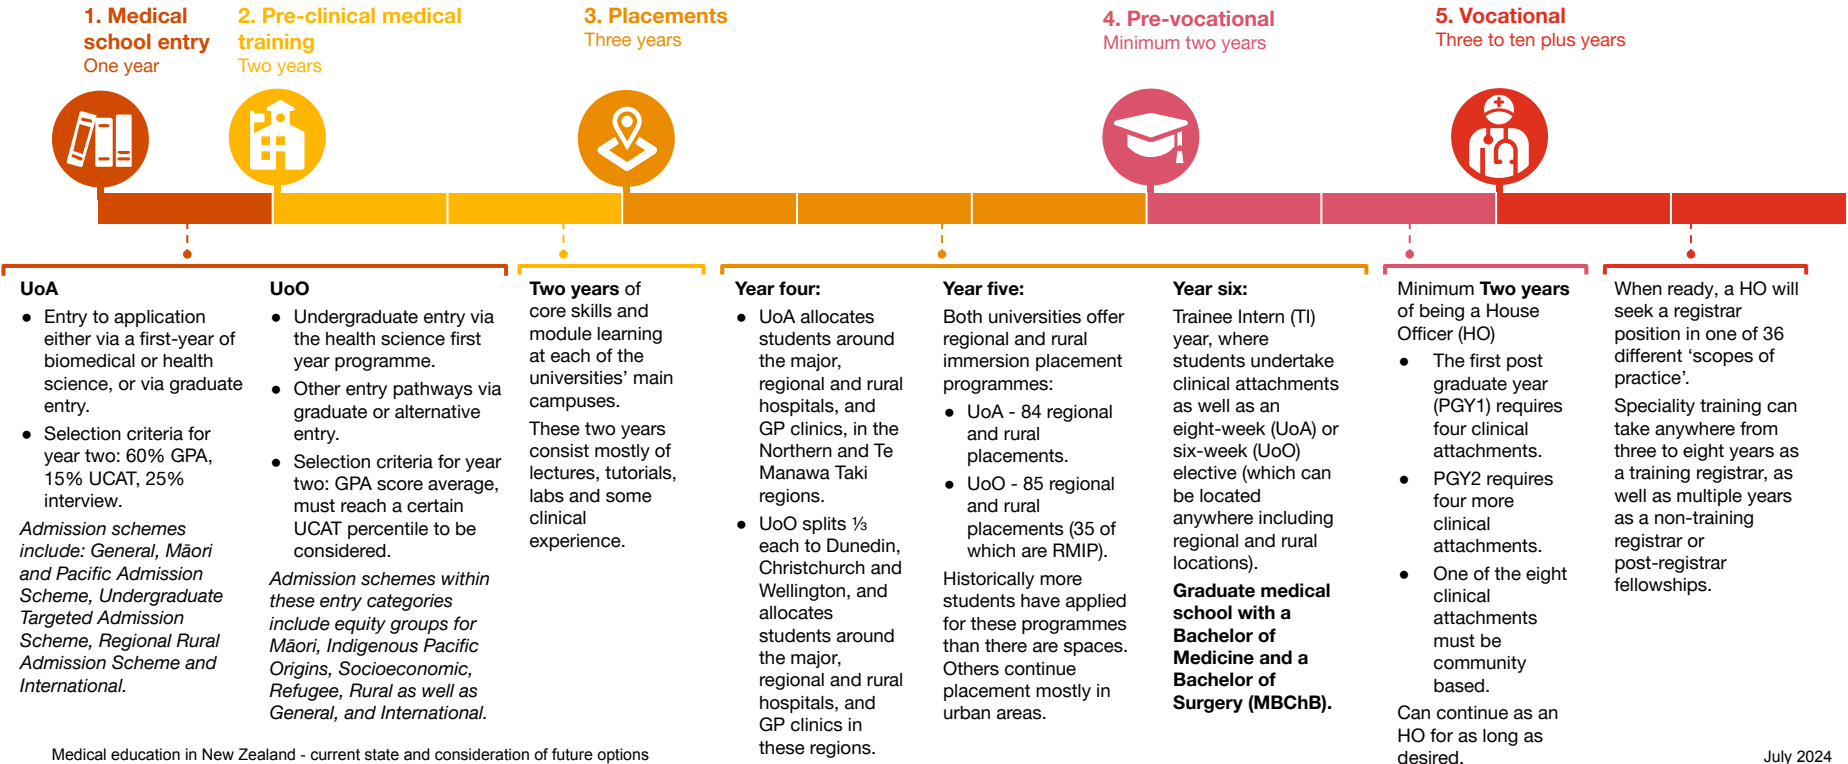 1. Medical
school entry
One year
2. Pre-clinical medical
training
Two years
3. Placements
Three years
4. Pre-vocational
Minimum two years
5. Vocational
Three to ten plus years
UoA
● Entry to application
either via a first-year of
biomedical or health
science, or via graduate
entry.
● Selection criteria for
year two: 60% GPA,
15% UCAT, 25%
interview.
Admission schemes
include: General, Māori
and Pacific Admission
Scheme, Undergraduate
Targeted Admission
Scheme, Regional Rural
Admission Scheme and
International.
UoO
● Undergraduate entry via
the health science first
year programme.
● Other entry pathways via
graduate or alternative
entry.
● Selection criteria for year
two: GPA score average,
must reach a certain
UCAT percentile to be
considered.
Admission schemes within
these entry categories
include equity groups for
Māori, Indigenous Pacific
Origins, Socioeconomic,
Refugee, Rural as well as
General, and International.
Two years of
core skills and
module learning
at each of the
universities’ main
campuses.
These two years
consist mostly of
lectures, tutorials,
labs and some
clinical
experience.
Year four:
● UoA allocates
students around
the major,
regional and rural
hospitals, and
GP clinics, in the
Northern and Te
Manawa Taki
regions.
● UoO splits ⅓
each to Dunedin,
Christchurch and
Wellington, and
allocates
students around
the major,
regional and rural
hospitals, and
GP clinics in
these regions.
Year five:
Both universities offer
regional and rural
immersion placement
programmes:
● UoA - 84 regional
and rural
placements.
● UoO - 85 regional
and rural
placements (35 of
which are RMIP).
Historically more
students have applied
for these programmes
than there are spaces.
Others continue
placement mostly in
urban areas.
Year six:
Trainee Intern (TI)
year, where
students undertake
clinical attachments
as well as an
eight-week (UoA) or
six-week (UoO)
elective (which can
be located
anywhere including
regional and rural
locations).
Graduate medical
school with a
Bachelor of
Medicine and a
Bachelor of
Surgery (MBChB).
Minimum Two years
of being a House
Officer (HO)
● The first post
graduate year
(PGY1) requires
four clinical
attachments.
● PGY2 requires
four more
clinical
attachments.
● One of the eight
clinical
attachments
must be
community
based.
Can continue as an
HO for as long as
desired.
When ready, a HO will
seek a registrar
position in one of 36
different ‘scopes of
practice’.
Speciality training can
take anywhere from
three to eight years as
a training registrar, as
well as multiple years
as a non-training
registrar or
post-registrar
fellowships.
Medical education in New Zealand - current state and consideration of future options
July 2024